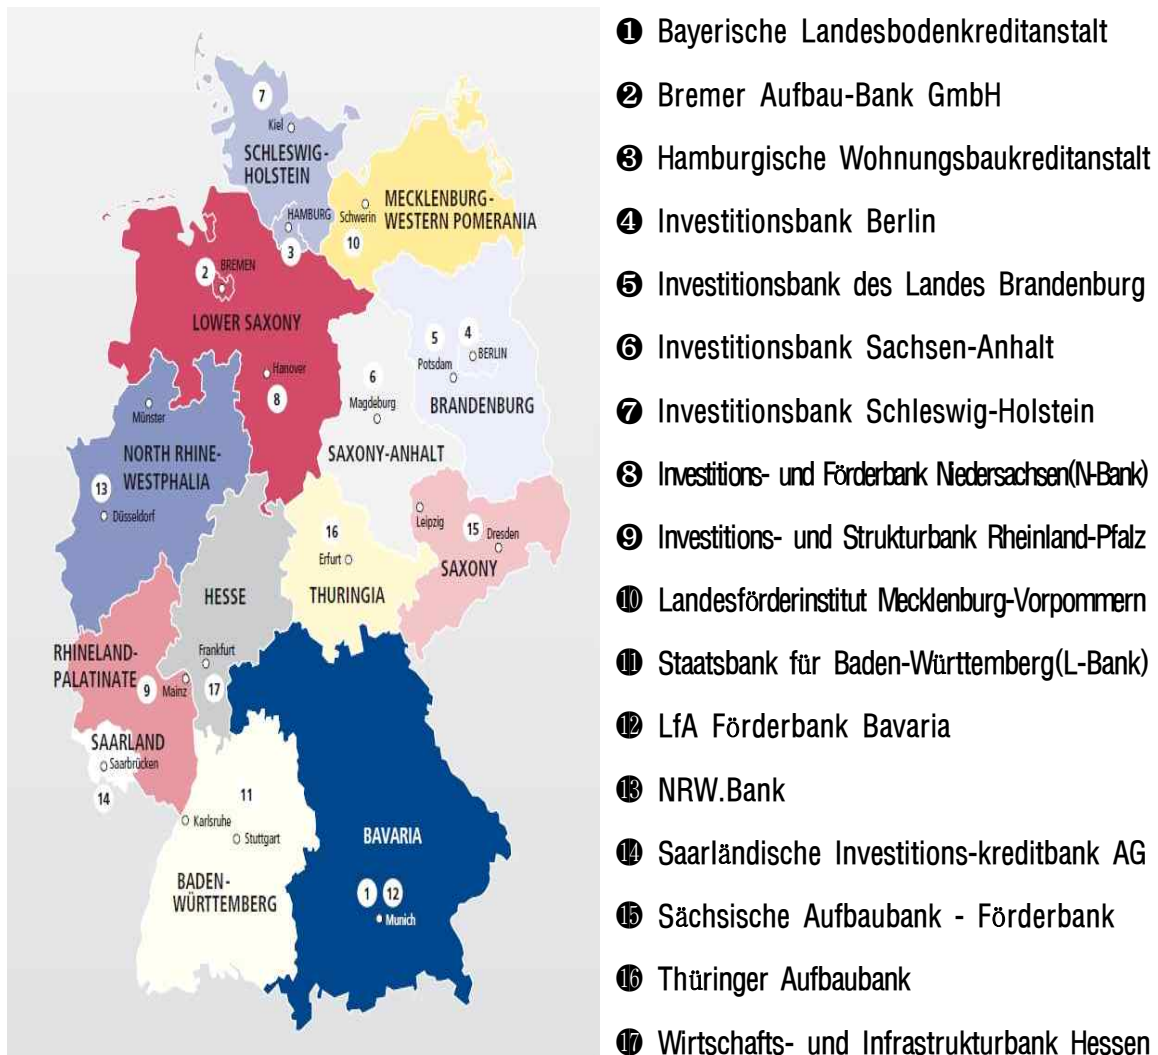 7
Kiel
SCHLESWIG-
HOLSTEIN
HAMBURG
3
MECKLENBURG-
WESTERN POMERANIA
Schwerin
10
2
BREMEN
LOWER SAXONY
Hanover
8
5
4
BERLIN
Potsdam
BRANDENBURG
6
Magdeburg
SAXONY-ANHALT
Münster
NORTH RHINE-
WESTPHALIA
13
Düsseldorf
16
Erfurt
THURINGIA
Leipzig
15
Dresden
SAXONY
HESSE
Frankfurt
17
RHINELAND-
PALATINATE
9
Mainz
SAARLAND
Saarbrücken
14
11
Karlsruhe
Stuttgart
BADEN-
WÜRTTEMBERG
BAVARIA
1
12
Munich
❶ Bayerische Landesbodenkreditanstalt
❷ Bremer Aufbau-Bank GmbH
❸ Hamburgische Wohnungsbaukreditanstalt
❹ Investitionsbank Berlin
❺ Investitionsbank des Landes Brandenburg
❻ Investitionsbank Sachsen-Anhalt
❼ Investitionsbank Schleswig-Holstein
❽ Investitions- und Förderbank Niedersachsen(N-Bank)
❾ Investitions- und Strukturbank Rheinland-Pfalz
❿ Landesförderinstitut Mecklenburg-Vorpommern
⓫ Staatsbank für Baden-Württemberg(L-Bank)
⓬ LfA Förderbank Bavaria
⓭ NRW.Bank
⓮ Saarländische Investitions-kreditbank AG
⓯ Sächsische Aufbaubank - Förderbank
⓰ Thüringer Aufbaubank
⓱ Wirtschafts- und Infrastrukturbank Hessen